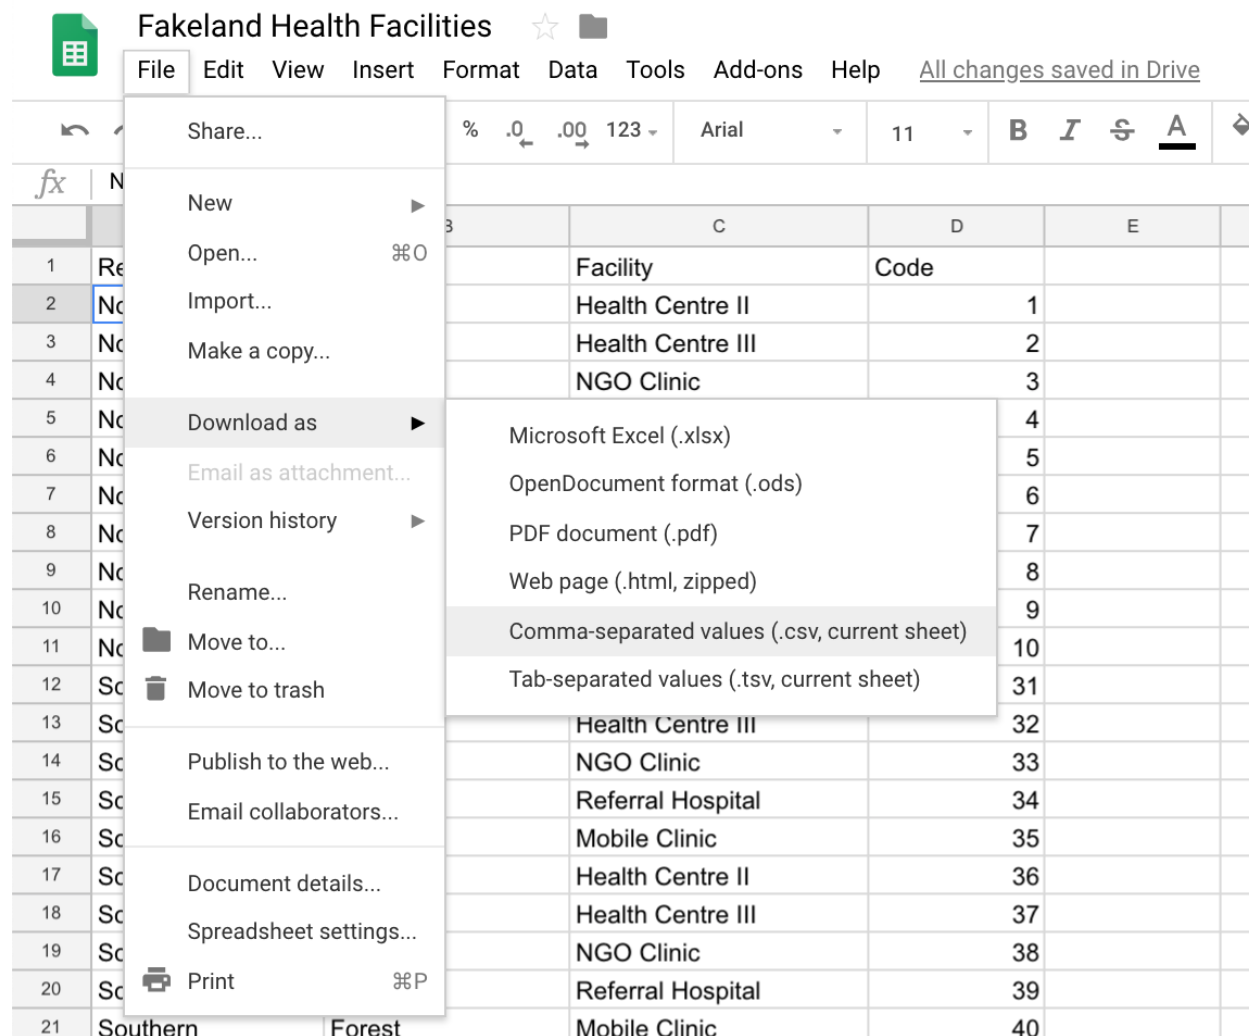 Fakeland Health Facilities
File Edit View Insert Format Data Tools Add-ons Help All changes saved in Drive
% .0 .00 123 Arial 11 B I S A
fx
C D E
1 Facility Code
2 Health Centre II 1
3 Health Centre III 2
4 NGO Clinic 3
5 4
6 5
7 6
8 7
9 8
10 9
11 10
12 31
13 Health Centre III 32
14 NGO Clinic 33
15 Referral Hospital 34
16 Mobile Clinic 35
17 Health Centre II 36
18 Health Centre III 37
19 NGO Clinic 38
20 Referral Hospital 39
21 Southern Forest Mobile Clinic 40
Share...
New
Open... ⌘O
Import...
Make a copy...
Download as
Email as attachment...
Version history
Rename...
Move to...
Move to trash
Publish to the web...
Email collaborators...
Document details...
Spreadsheet settings...
Print ⌘P
Microsoft Excel (.xlsx)
OpenDocument format (.ods)
PDF document (.pdf)
Web page (.html, zipped)
Comma-separated values (.csv, current sheet)
Tab-separated values (.tsv, current sheet)